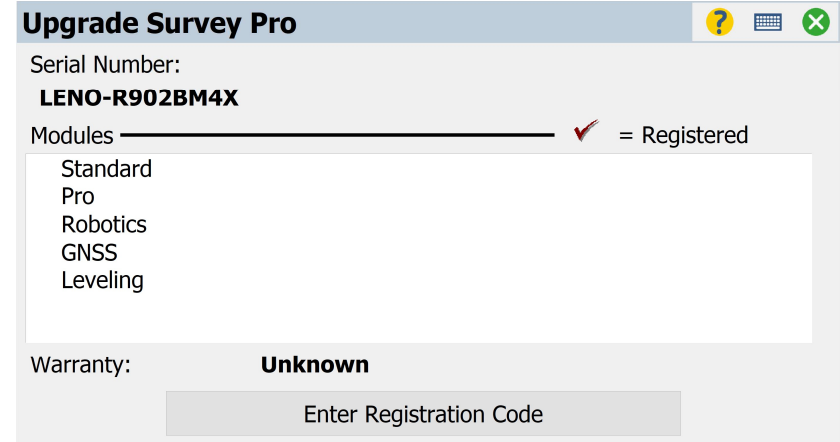 Upgrade Survey Pro
Serial Number:
LENO-R902BM4X
Modules = Registered
Standard
Pro
Robotics
GNSS
Leveling
Warranty: Unknown
Enter Registration Code